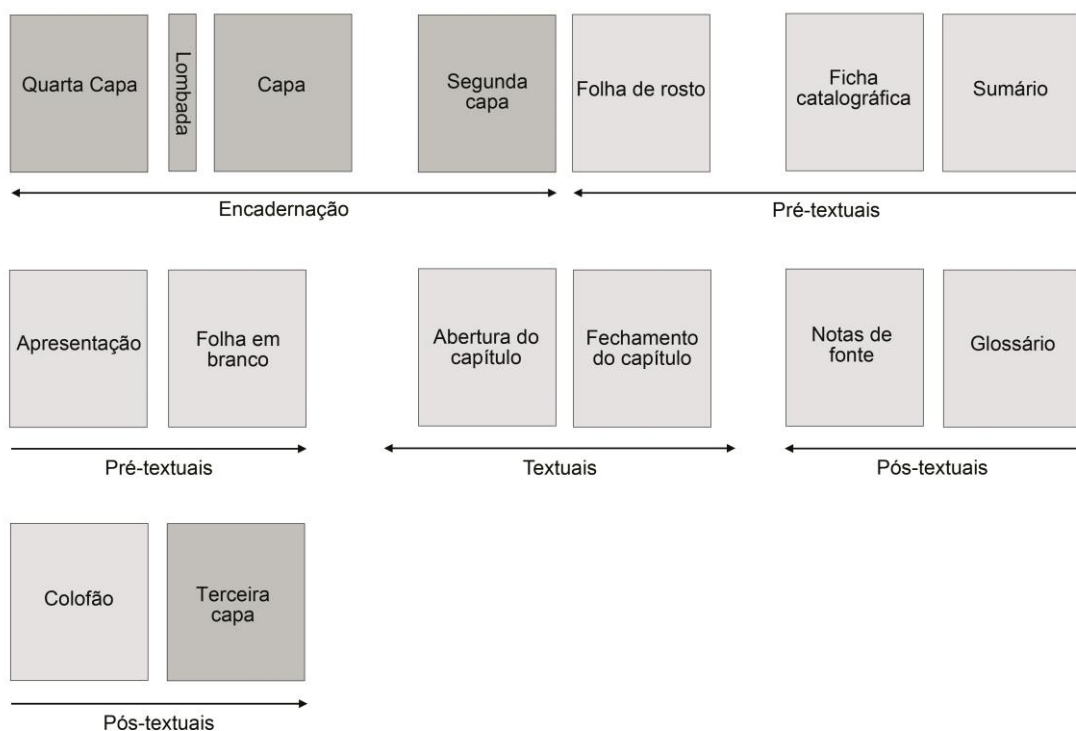 Quarta Capa
Lombada
Capa
Segunda
capa
Folha de rosto
Ficha
catalográfica
Sumário
Encadernação
Pré-textuais
Apresentação
Folha em
branco
Abertura do
capítulo
Fechamento
do capítulo
Notas de
fonte
Glossário
Pré-textuais
Textuais
Pós-textuais
Colofão
Terceira
capa
Pós-textuais